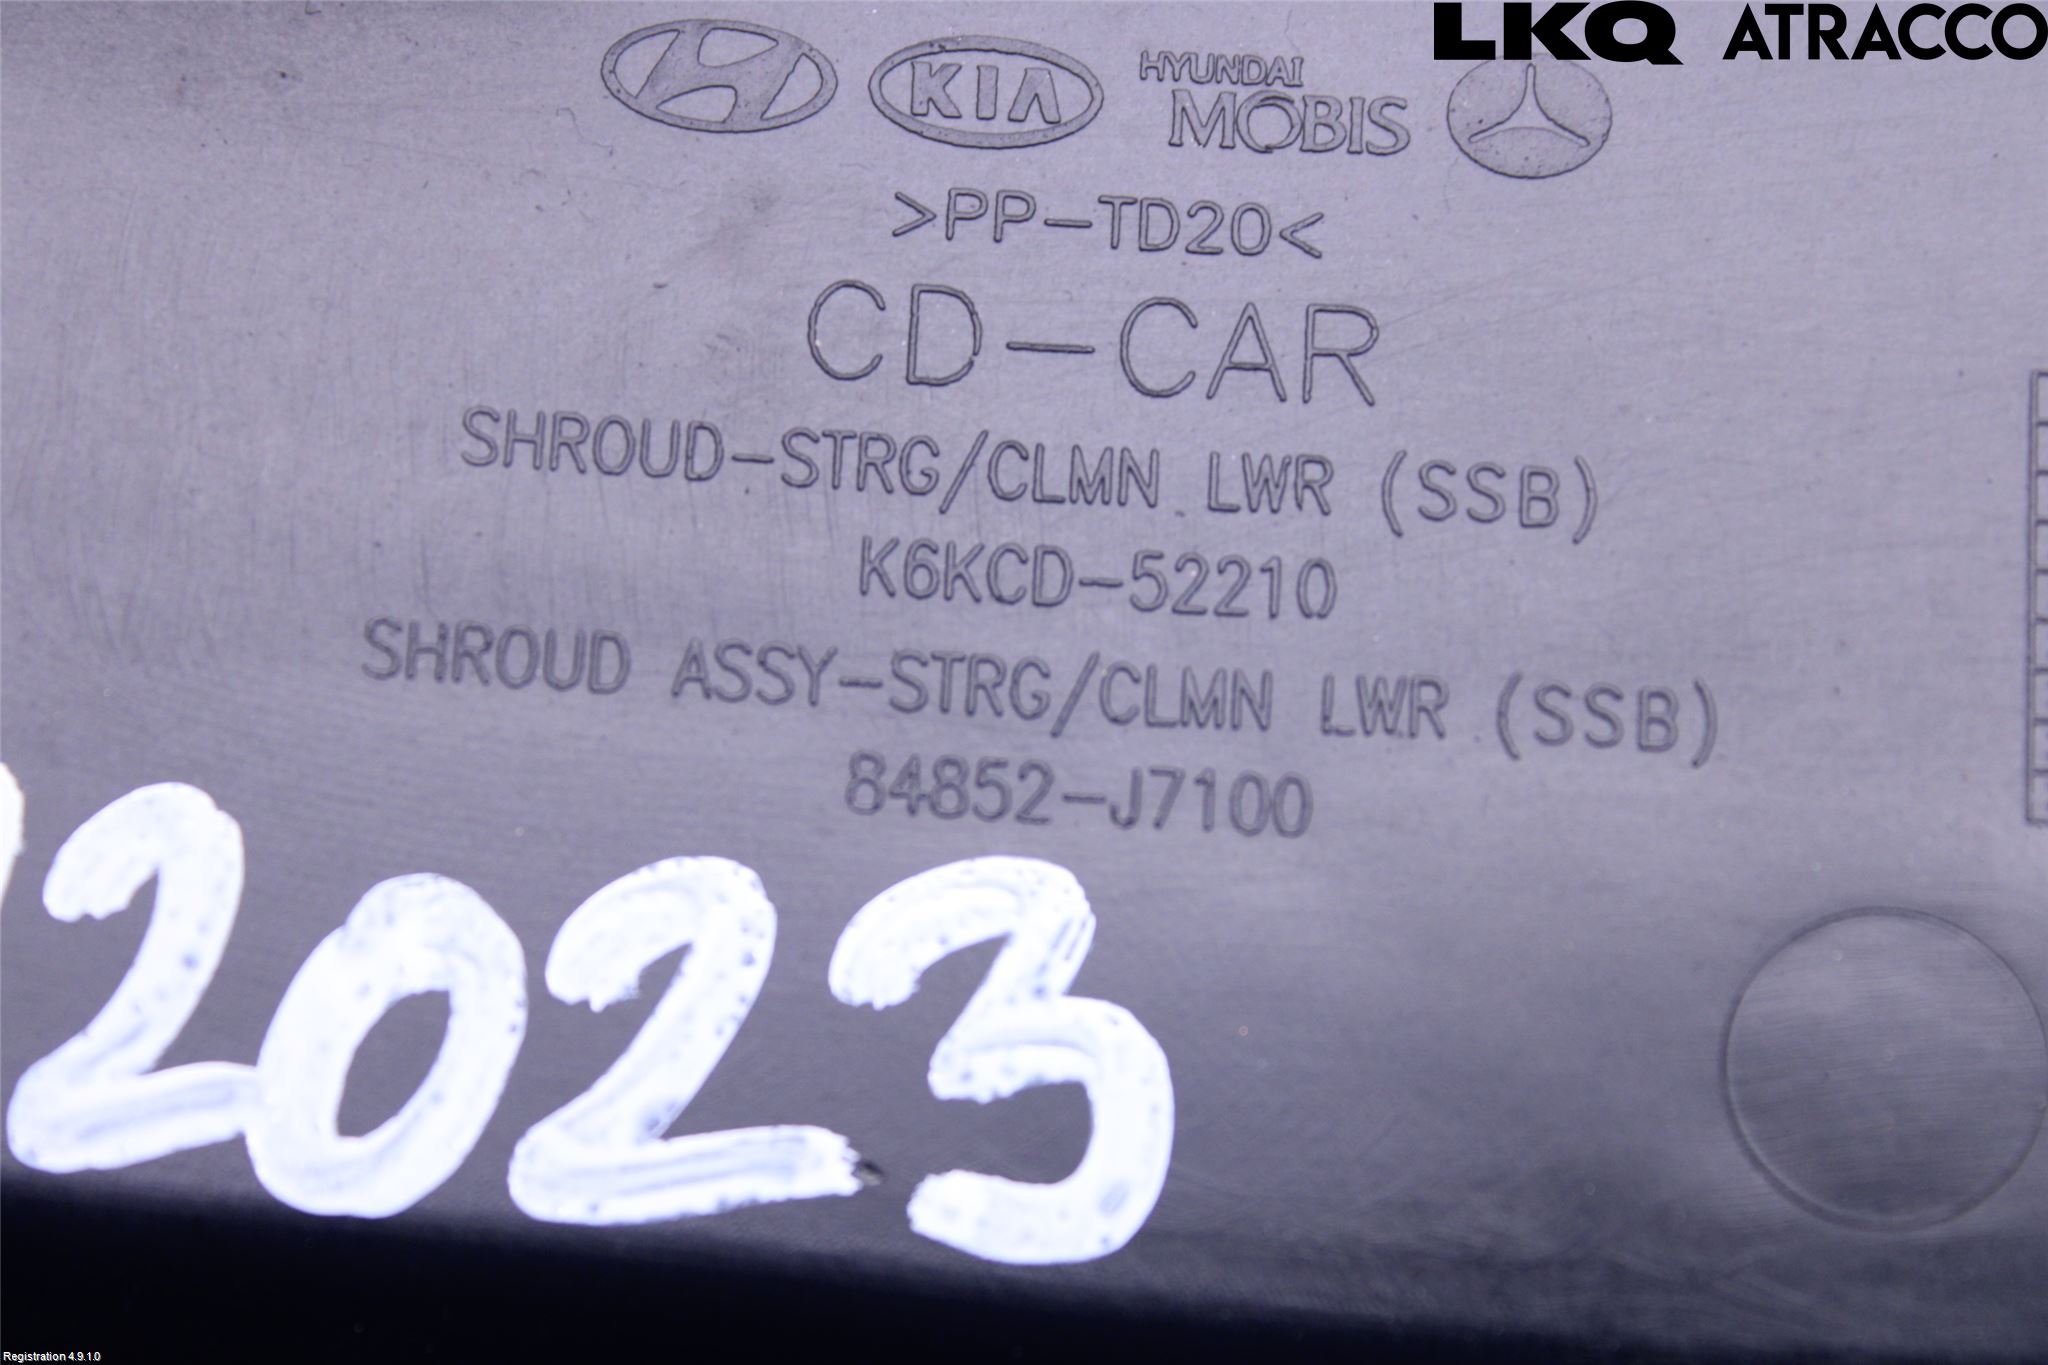 LKQ ATRACCO
KIA
HYUNDAI
MOBIS
>PP-TD20<
CD-CAR
SHROUD-STRG/CLMN LWR (SSB)
K6KCD-52210
SHROUD ASSY-STRG/CLMN LWR (SSB)
84852-J7100
2023
Registration 4.9.1.0